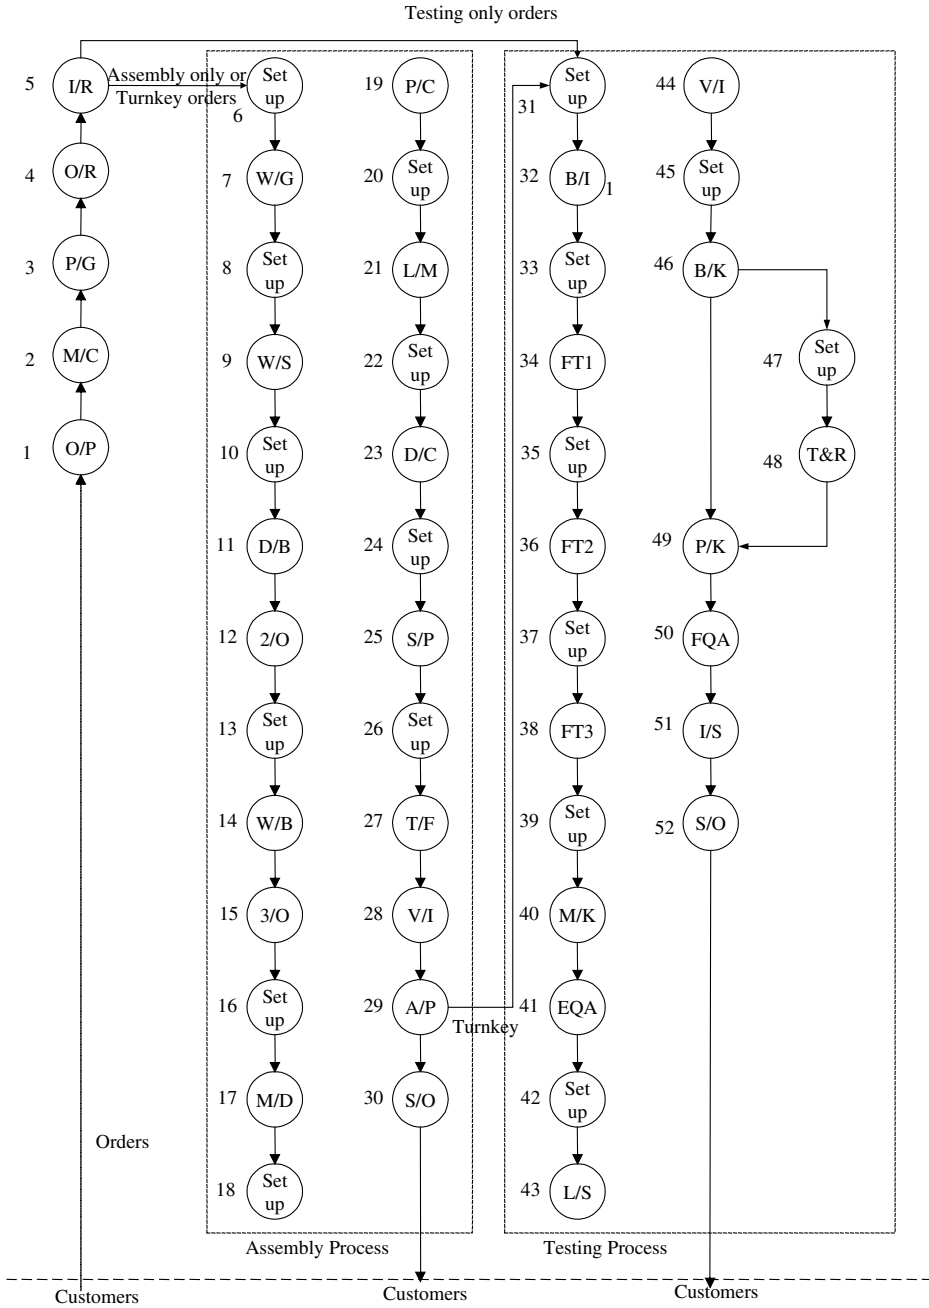 Testing only orders
5
I/R
Assembly only or
Turnkey orders
4
O/R
3
P/G
2
M/C
1
O/P
Orders
Customers
Set
up
6
7
W/G
8
Set
up
9
W/S
10
Set
up
11
D/B
12
2/O
13
Set
up
14
W/B
15
3/O
16
Set
up
17
M/D
18
Set
up
19
P/C
20
Set
up
21
L/M
22
Set
up
23
D/C
24
Set
up
25
S/P
26
Set
up
27
T/F
28
V/I
29
A/P
Turnkey
30
S/O
Assembly Process
Customers
Set
up
31
32
B/I
1
33
Set
up
34
FT1
35
Set
up
36
FT2
37
Set
up
38
FT3
39
Set
up
40
M/K
41
EQA
42
Set
up
43
L/S
Testing Process
44
V/I
45
Set
up
46
B/K
47
Set
up
48
T&R
49
P/K
50
FQA
51
I/S
52
S/O
Customers